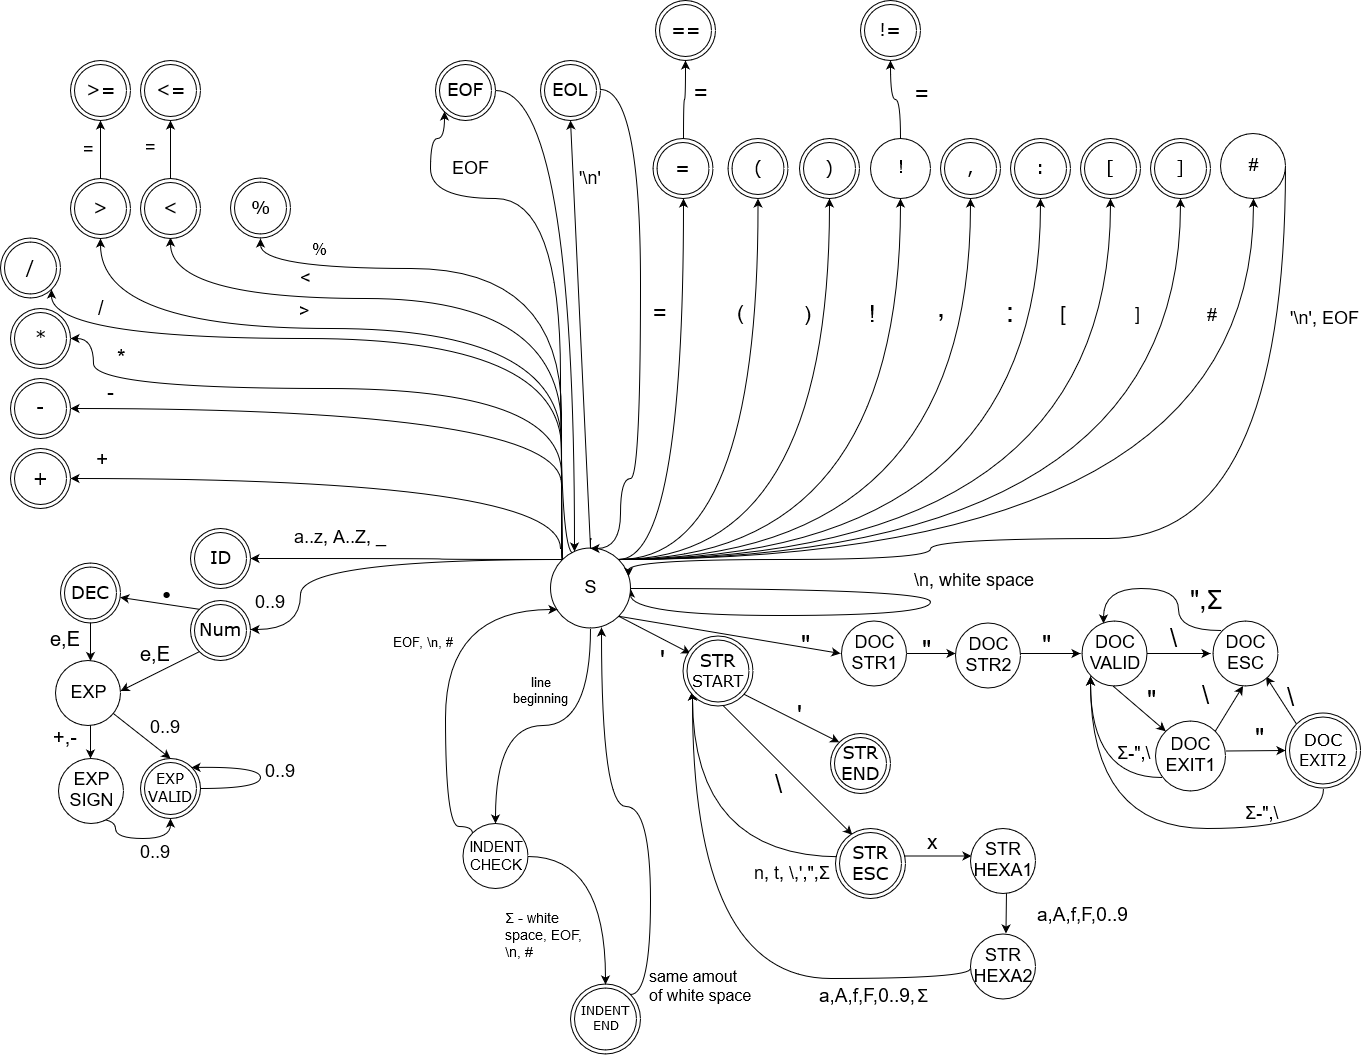 ==
!=
>=
<=
EOF
EOL
=
=
=
=
EOF
'\n'
=
(
)
!
,
:
[
]
#
>
<
%
%
<
/
/
>
*
*
-
-
+
+
=
(
)
!
,
:
[
]
#
'\n', EOF
ID
a..z, A..Z, _
S
\n, white space
DEC
•
Num
0..9
e,E
e,E
EXP
+,-
0..9
EXP
SIGN
EXP
VALID
0..9
0..9
EOF, \n, #
line
beginning
INDENT
CHECK
Σ - white
space, EOF,
\n, #
INDENT
END
same amout
of white space
'
STR
START
'
STR
END
\
STR
ESC
n, t, \,',",Σ
x
STR
HEXA1
a,A,f,F,0..9
STR
HEXA2
a,A,f,F,0..9,Σ
"
DOC
STR1
"
DOC
STR2
"
DOC
VALID
\
",Σ
DOC
ESC
"
\
\
DOC
EXIT1
"
DOC
EXIT2
Σ-",\
Σ-",\